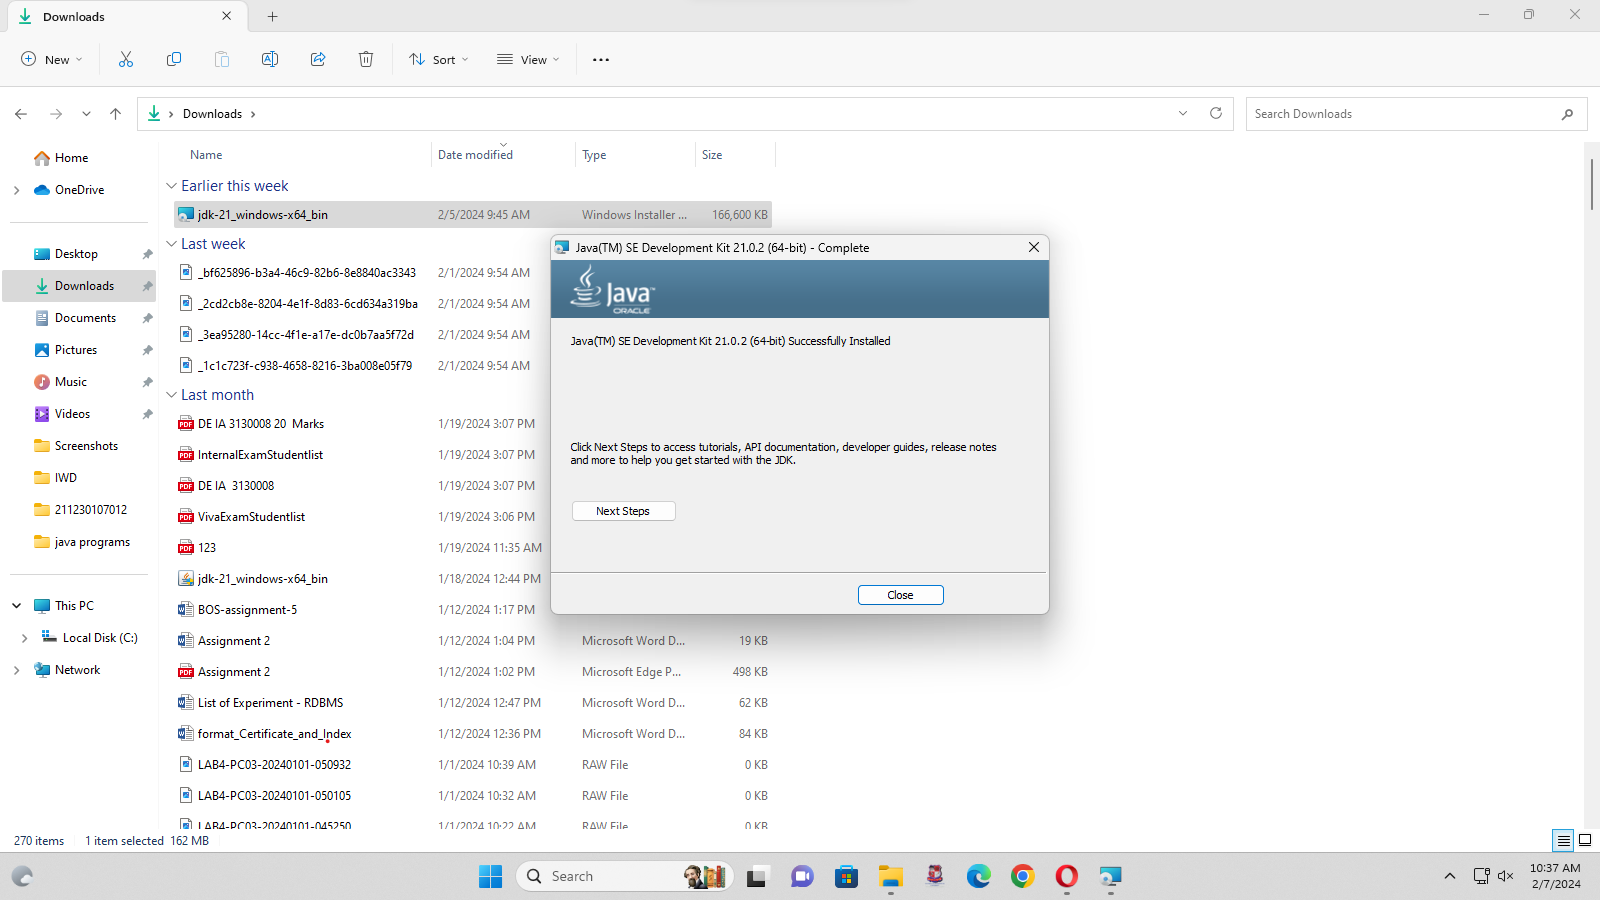 Downloads
New
Sort
View
Downloads
Search Downloads
Home
OneDrive
Desktop
Downloads
Documents
Pictures
Music
Videos
Screenshots
IWD
211230107012
java programs
This PC
Local Disk (C:)
Network
Name Date modified Type Size
Earlier this week
jdk-21_windows-x64_bin 2/5/2024 9:45 AM Windows Installer ... 166,600 KB
Last week
_bf625896-b3a4-46c9-82b6-8e8840ac3343 2/1/2024 9:54 AM
_2cd2cb8e-8204-4e1f-8d83-6cd634a319ba 2/1/2024 9:54 AM
_3ea95280-14cc-4f1e-a17e-dc0b7aa5f72d 2/1/2024 9:54 AM
_1c1c723f-c938-4658-8216-3ba008e05f79 2/1/2024 9:54 AM
Last month
DE IA 3130008 20 Marks 1/19/2024 3:07 PM
InternalExamStudentlist 1/19/2024 3:07 PM
DE IA 3130008 1/19/2024 3:07 PM
VivaExamStudentlist 1/19/2024 3:06 PM
123 1/19/2024 11:35 AM
jdk-21_windows-x64_bin 1/18/2024 12:44 PM
BOS-assignment-5 1/12/2024 1:17 PM
Assignment 2 1/12/2024 1:04 PM Microsoft Word D... 19 KB
Assignment 2 1/12/2024 1:02 PM Microsoft Edge P... 498 KB
List of Experiment - RDBMS 1/12/2024 12:47 PM Microsoft Word D... 62 KB
format_Certificate_and_Index 1/12/2024 12:36 PM Microsoft Word D... 84 KB
LAB4-PC03-20240101-050932 1/1/2024 10:39 AM RAW File 0 KB
LAB4-PC03-20240101-050105 1/1/2024 10:32 AM RAW File 0 KB
LAB4-PC03-20240101-045250 1/1/2024 10:22 AM RAW File 0 KB
Java(TM) SE Development Kit 21.0.2 (64-bit) - Complete
Java™
ORACLE
Java(TM) SE Development Kit 21.0.2 (64-bit) Successfully Installed
Click Next Steps to access tutorials, API documentation, developer guides, release notes
and more to help you get started with the JDK.
Next Steps
Close
270 items 1 item selected 162 MB
Search
10:37 AM
2/7/2024